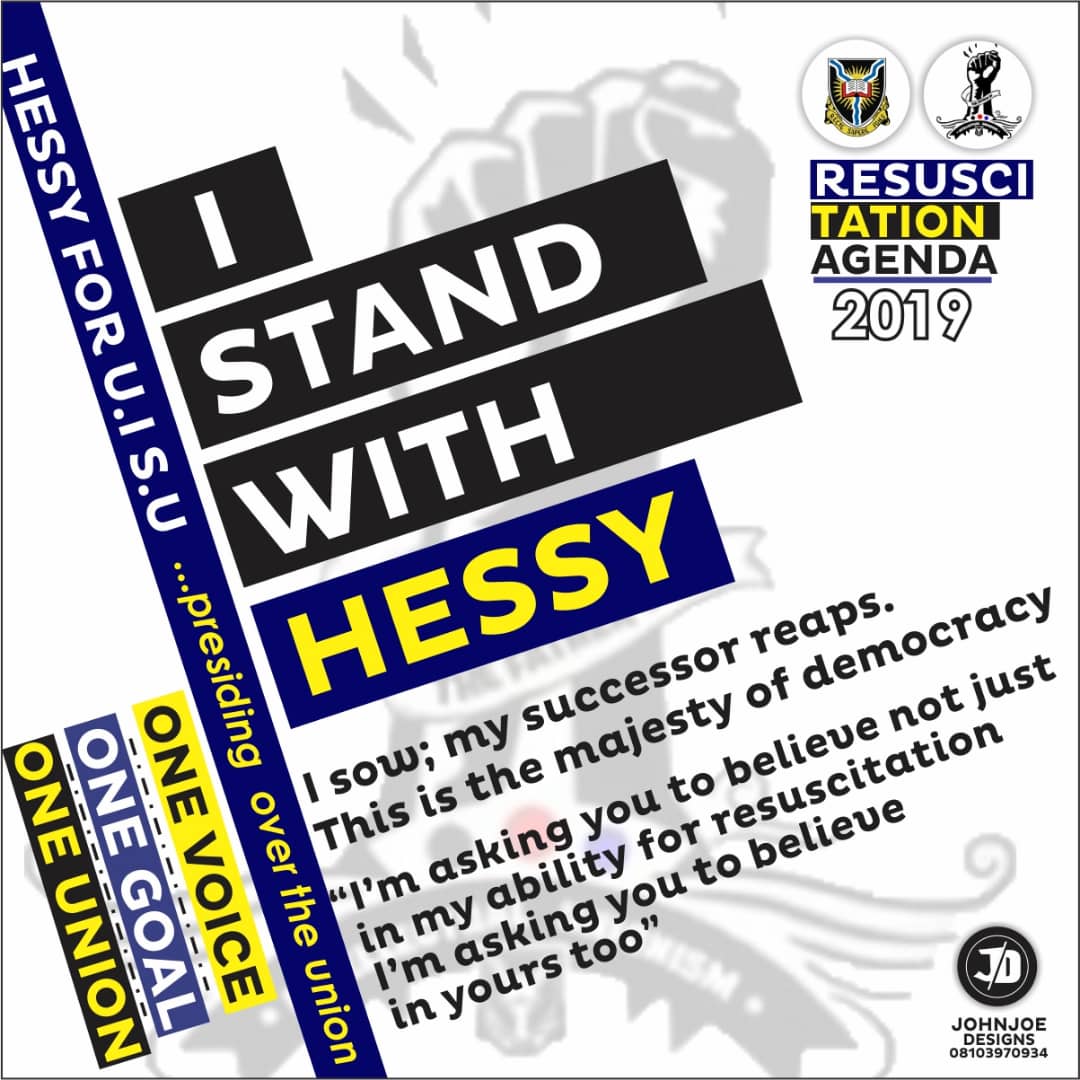 HESSY FOR U.I S.U ...presiding over the union
I
STAND
WITH
HESSY
RESUSCI
TATION
AGENDA
2019
I sow; my successor reaps.
This is the majesty of democracy
“I’m asking you to believe not just
in my ability for resuscitation
I’m asking you to believe
in yours too”
ONE VOICE
ONE GOAL
ONE UNION
JD
JOHNJOE
DESIGNS
08103970934